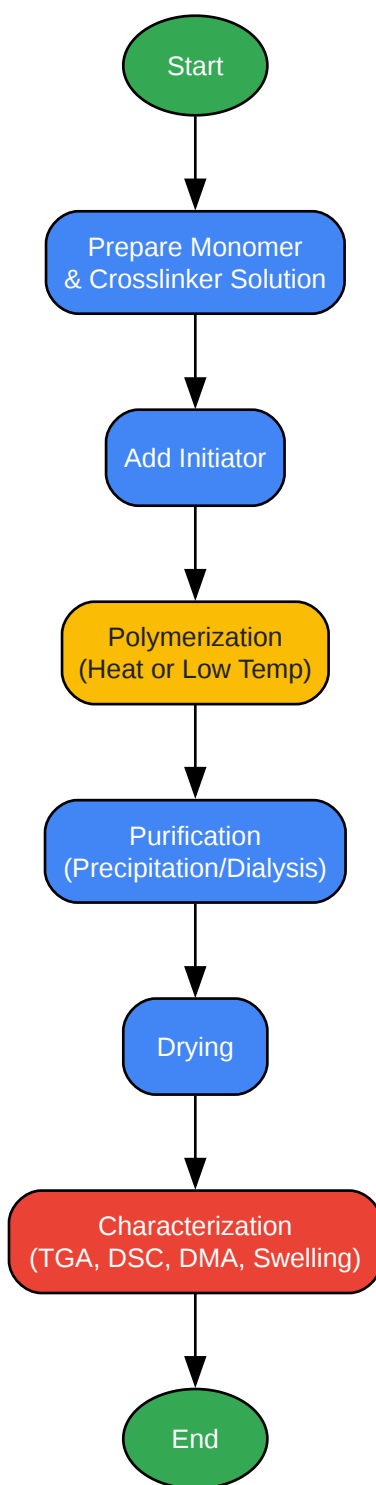 Start
Prepare Monomer
& Crosslinker Solution
Add Initiator
Polymerization
(Heat or Low Temp)
Purification
(Precipitation/Dialysis)
Drying
Characterization
(TGA, DSC, DMA, Swelling)
End